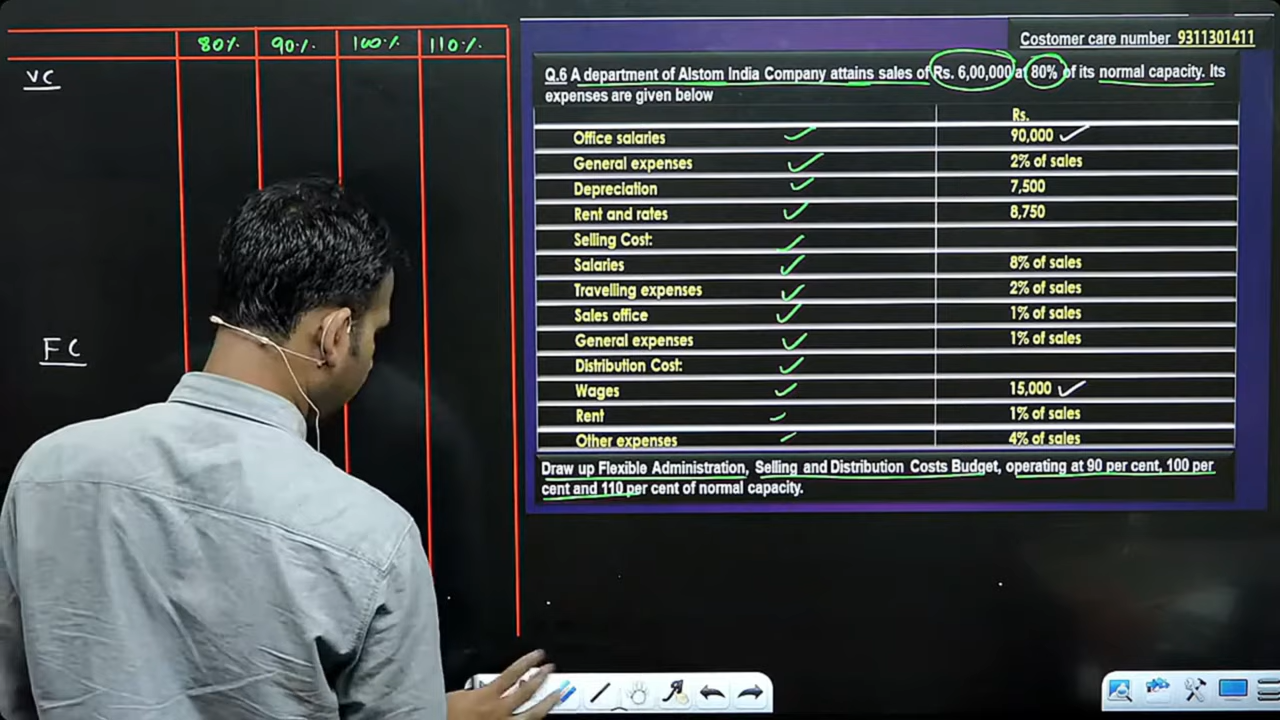 80% 90% 100% 110%
VC
FC
Costomer care number 9311301411
Q.6 A department of Alstom India Company attains sales of Rs. 6,00,000 at 80% of its normal capacity. Its
expenses are given below
Rs.
Office salaries 90,000
General expenses 2% of sales
Depreciation 7,500
Rent and rates 8,750
Selling Cost:
Salaries 8% of sales
Travelling expenses 2% of sales
Sales office 1% of sales
General expenses 1% of sales
Distribution Cost:
Wages 15,000
Rent 1% of sales
Other expenses 4% of sales
Draw up Flexible Administration, Selling and Distribution Costs Budget, operating at 90 per cent, 100 per
cent and 110 per cent of normal capacity.